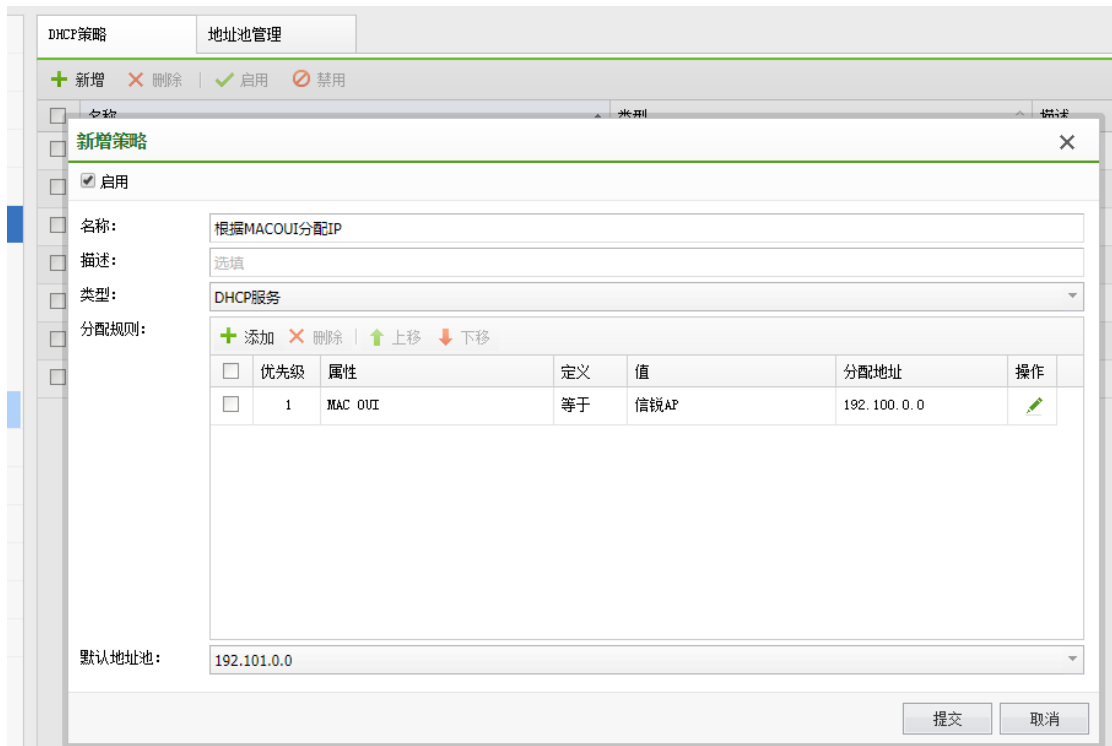 DHCP策略 地址池管理
新增 删除 启用 禁用
名称 类型 描述
新增策略
启用
名称： 根据MACOUI分配IP
描述： 选填
类型： DHCP服务
分配规则： 添加 删除 上移 下移
优先级 属性 定义 值 分配地址 操作
1 MAC OUI 等于 信锐AP 192.100.0.0
默认地址池： 192.101.0.0
提交 取消